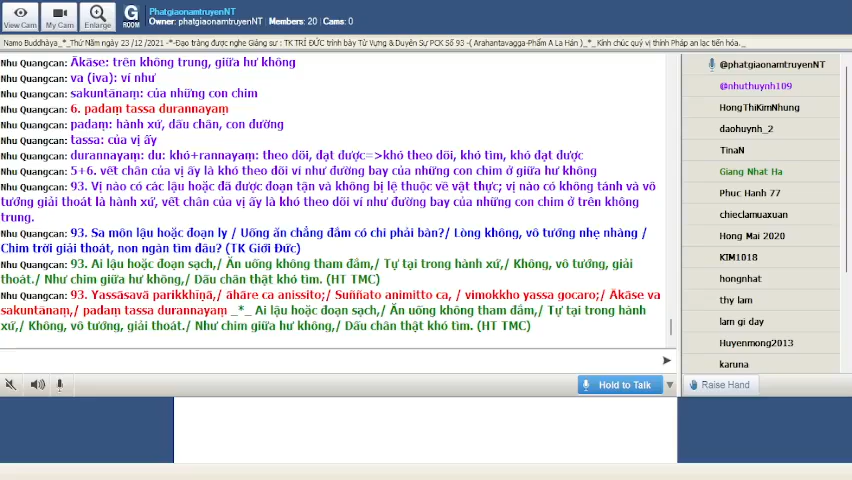 View Cam
My Cam
Enlarge
G
ROOM
PhatgiaonamtruyenNT
Owner: phatgiaonamtruyenNT Members: 20 Cams: 0
Namo Buddhàya_*_Thứ Năm ngày 23 /12 /2021 -*-Đạo tràng được nghe Giảng sư : TK TRÍ ĐỨC trình bày Từ Vựng & Duyên Sự PCK Số 93 -( Arahantavagga-Phẩm A La Hán )_*_ Kính chúc quý vị thính Pháp an lạc tiến hóa._
Nhu Quangcan: Ākāse: trên không trung, giữa hư không
Nhu Quangcan: va (iva): ví như
Nhu Quangcan: sakuntānaṃ: của những con chim
Nhu Quangcan: 6. padaṃ tassa durannayaṃ
Nhu Quangcan: padaṃ: hành xứ, dấu chân, con đường
Nhu Quangcan: tassa: của vị ấy
Nhu Quangcan: durannayaṃ: du: khó+rannayaṃ: theo dõi, đạt được=>khó theo dõi, khó tìm, khó đạt được
Nhu Quangcan: 5+6. vết chân của vị ấy là khó theo dõi ví như đường bay của những con chim ở giữa hư không
Nhu Quangcan: 93. Vị nào có các lậu hoặc đã được đoạn tận và không bị lệ thuộc về vật thực; vị nào có không tánh và vô
tướng giải thoát là hành xứ, vết chân của vị ấy là khó theo dõi ví như đường bay của những con chim ở trên không
trung.
Nhu Quangcan: 93. Sa môn lậu hoặc đoạn ly / Uống ăn chẳng đắm có chi phải bàn?/ Lòng không, vô tướng nhẹ nhàng /
Chim trời giải thoát, non ngàn tìm đâu? (TK Giới Đức)
Nhu Quangcan: 93. Ai lậu hoặc đoạn sạch,/ Ăn uống không tham đắm,/ Tự tại trong hành xứ,/ Không, vô tướng, giải
thoát./ Như chim giữa hư không,/ Dấu chân thật khó tìm. (HT TMC)
Nhu Quangcan: 93. Yassāsavā parikkhīṇā,/ āhāre ca anissito;/ Suññato animitto ca, / vimokkho yassa gocaro;/ Ākāse va
sakuntānaṃ,/ padaṃ tassa durannayaṃ _*_ Ai lậu hoặc đoạn sạch,/ Ăn uống không tham đắm,/ Tự tại trong hành
xứ,/ Không, vô tướng, giải thoát./ Như chim giữa hư không,/ Dấu chân thật khó tìm. (HT TMC)
Hold to Talk
Raise Hand
@phatgiaonamtruyenNT
@nhuthuynh109
HongThiKimNhung
daohuynh_2
TinaN
Giang Nhat Ha
Phuc Hanh 77
chieclamuaxuan
Hong Mai 2020
KIM1018
hongnhat
thy lam
lam gi day
Huyenmong2013
karuna